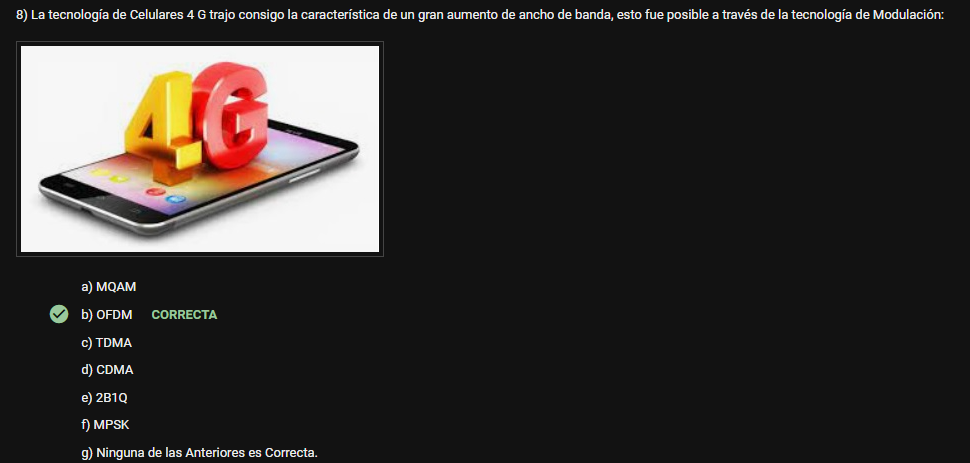 8) La tecnología de Celulares 4 G trajo consigo la característica de un gran aumento de ancho de banda, esto fue posible a través de la tecnología de Modulación:
4G
a) MQAM
b) OFDM CORRECTA
c) TDMA
d) CDMA
e) 2B1Q
f) MPSK
g) Ninguna de las Anteriores es Correcta.